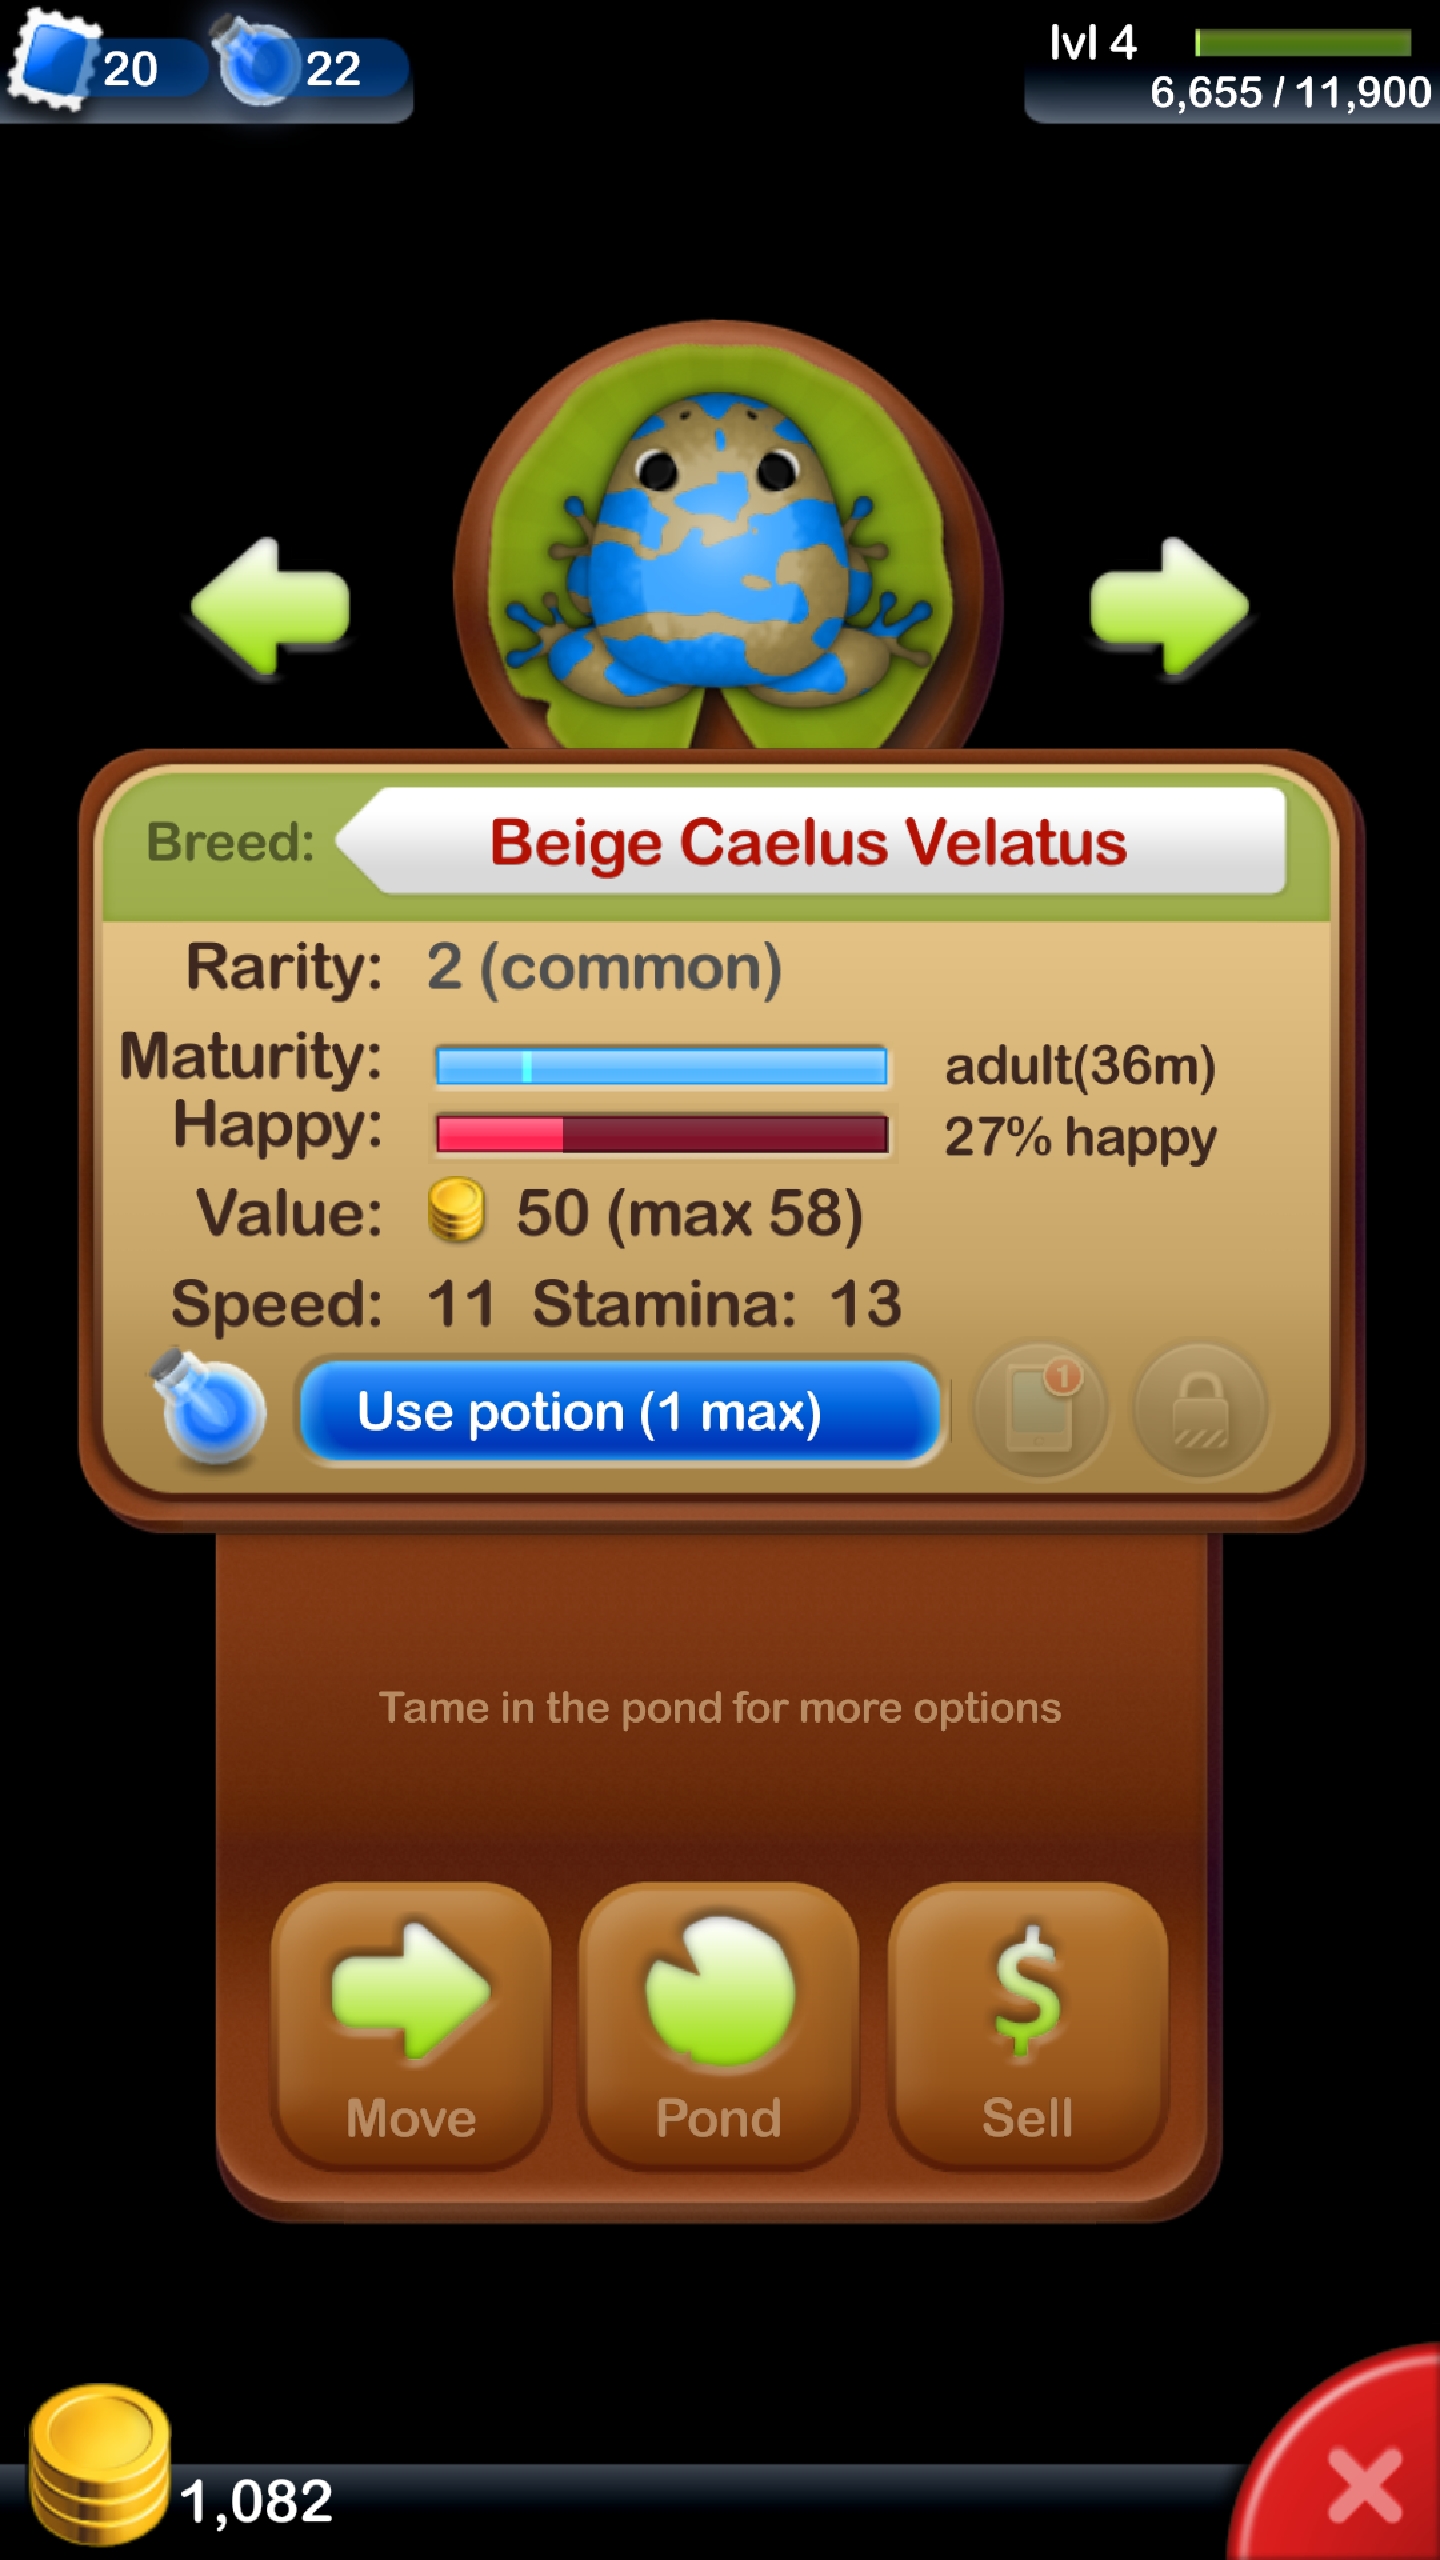 20
22
lvl 4
6,655 / 11,900
Breed: Beige Caelus Velatus
Rarity: 2 (common)
Maturity: adult(36m)
Happy: 27% happy
Value: 50 (max 58)
Speed: 11 Stamina: 13
Use potion (1 max)
1
Tame in the pond for more options
Move
Pond
Sell
1,082